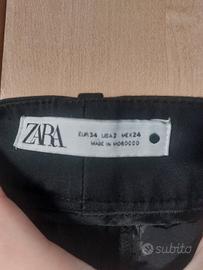 ZARA
EUR 34 USA 2 MEX 24
MADE IN MOROCCO
subito